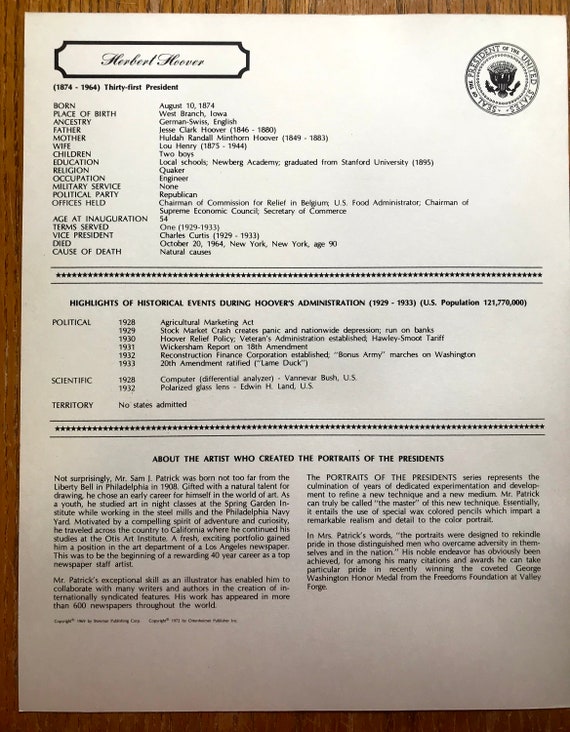 Herbert Hoover
SEAL OF THE PRESIDENT OF THE UNITED STATES
(1874 - 1964) Thirty-first President
BORN August 10, 1874
PLACE OF BIRTH West Branch, Iowa
ANCESTRY German-Swiss, English
FATHER Jesse Clark Hoover (1846 - 1880)
MOTHER Huldah Randall Minthorn Hoover (1849 - 1883)
WIFE Lou Henry (1875 - 1944)
CHILDREN Two boys
EDUCATION Local schools; Newberg Academy; graduated from Stanford University (1895)
RELIGION Quaker
OCCUPATION Engineer
MILITARY SERVICE None
POLITICAL PARTY Republican
OFFICES HELD Chairman of Commission for Relief in Belgium; U.S. Food Administrator; Chairman of
Supreme Economic Council; Secretary of Commerce
AGE AT INAUGURATION 54
TERMS SERVED One (1929-1933)
VICE PRESIDENT Charles Curtis (1929 - 1933)
DIED October 20, 1964, New York, New York, age 90
CAUSE OF DEATH Natural causes
HIGHLIGHTS OF HISTORICAL EVENTS DURING HOOVER'S ADMINISTRATION (1929 - 1933) (U.S. Population 121,770,000)
POLITICAL 1928 Agricultural Marketing Act
1929 Stock Market Crash creates panic and nationwide depression; run on banks
1930 Hoover Relief Policy; Veteran's Administration established; Hawley-Smoot Tariff
1931 Wickersham Report on 18th Amendment
1932 Reconstruction Finance Corporation established; "Bonus Army" marches on Washington
1933 20th Amendment ratified ("Lame Duck")
SCIENTIFIC 1928 Computer (differential analyzer) - Vannevar Bush, U.S.
1932 Polarized glass lens - Edwin H. Land, U.S.
TERRITORY No states admitted
ABOUT THE ARTIST WHO CREATED THE PORTRAITS OF THE PRESIDENTS
Not surprisingly, Mr. Sam J. Patrick was born not too far from the
Liberty Bell in Philadelphia in 1908. Gifted with a natural talent for
drawing, he chose an early career for himself in the world of art. As
a youth, he studied art in night classes at the Spring Garden In-
stitute while working in the steel mills and the Philadelphia Navy
Yard. Motivated by a compelling spirit of adventure and curiosity,
he traveled across the country to California where he continued his
studies at the Otis Art Institute. A fresh, exciting portfolio gained
him a position in the art department of a Los Angeles newspaper.
This was to be the beginning of a rewarding 40 year career as a top
newspaper staff artist.
Mr. Patrick's exceptional skill as an illustrator has enabled him to
collaborate with many writers and authors in the creation of in-
ternationally syndicated features. His work has appeared in more
than 600 newspapers throughout the world.
Copyright © 1969 by Publishing Corp. Copyright © 1972 by Publisher Inc.
The PORTRAITS OF THE PRESIDENTS series represents the
culmination of years of dedicated experimentation and develop-
ment to refine a new technique and a new medium. Mr. Patrick
can truly be called "the master" of this new technique. Essentially,
it entails the use of special wax colored pencils which impart a
remarkable realism and detail to the color portrait.
In Mrs. Patrick's words, "the portraits were designed to rekindle
pride in those distinguished men who overcame adversity in them-
selves and in the nation." His noble endeavor has obviously been
achieved, for among his many citations and awards he can take
particular pride in recently winning the coveted George
Washington Honor Medal from the Freedoms Foundation at Valley
Forge.